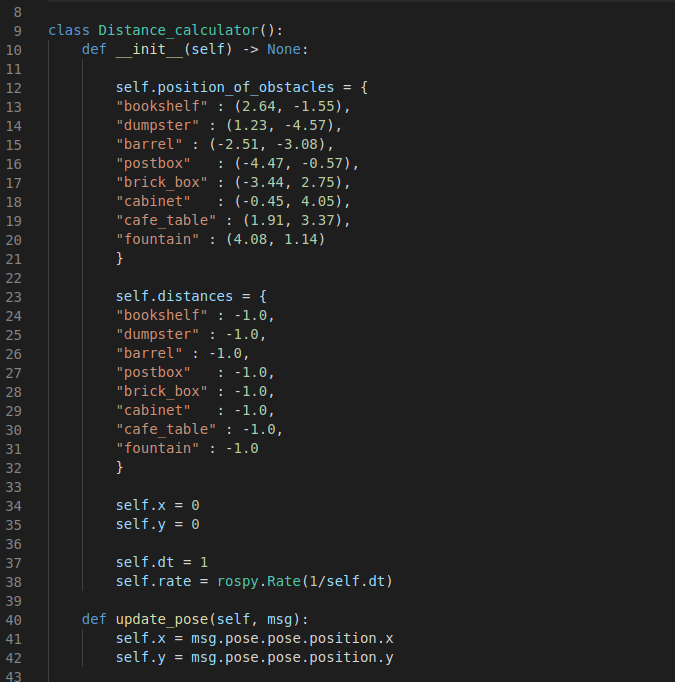 8
9 class Distance_calculator():
10     def __init__(self) -> None:
11
12         self.position_of_obstacles = {
13         "bookshelf" : (2.64, -1.55),
14         "dumpster" : (1.23, -4.57),
15         "barrel" : (-2.51, -3.08),
16         "postbox"   : (-4.47, -0.57),
17         "brick_box" : (-3.44, 2.75),
18         "cabinet"   : (-0.45, 4.05),
19         "cafe_table" : (1.91, 3.37),
20         "fountain" : (4.08, 1.14)
21         }
22
23         self.distances = {
24         "bookshelf" : -1.0,
25         "dumpster" : -1.0,
26         "barrel" : -1.0,
27         "postbox"   : -1.0,
28         "brick_box" : -1.0,
29         "cabinet"   : -1.0,
30         "cafe_table" : -1.0,
31         "fountain" : -1.0
32         }
33
34         self.x = 0
35         self.y = 0
36
37         self.dt = 1
38         self.rate = rospy.Rate(1/self.dt)
39
40     def update_pose(self, msg):
41         self.x = msg.pose.pose.position.x
42         self.y = msg.pose.pose.position.y
43